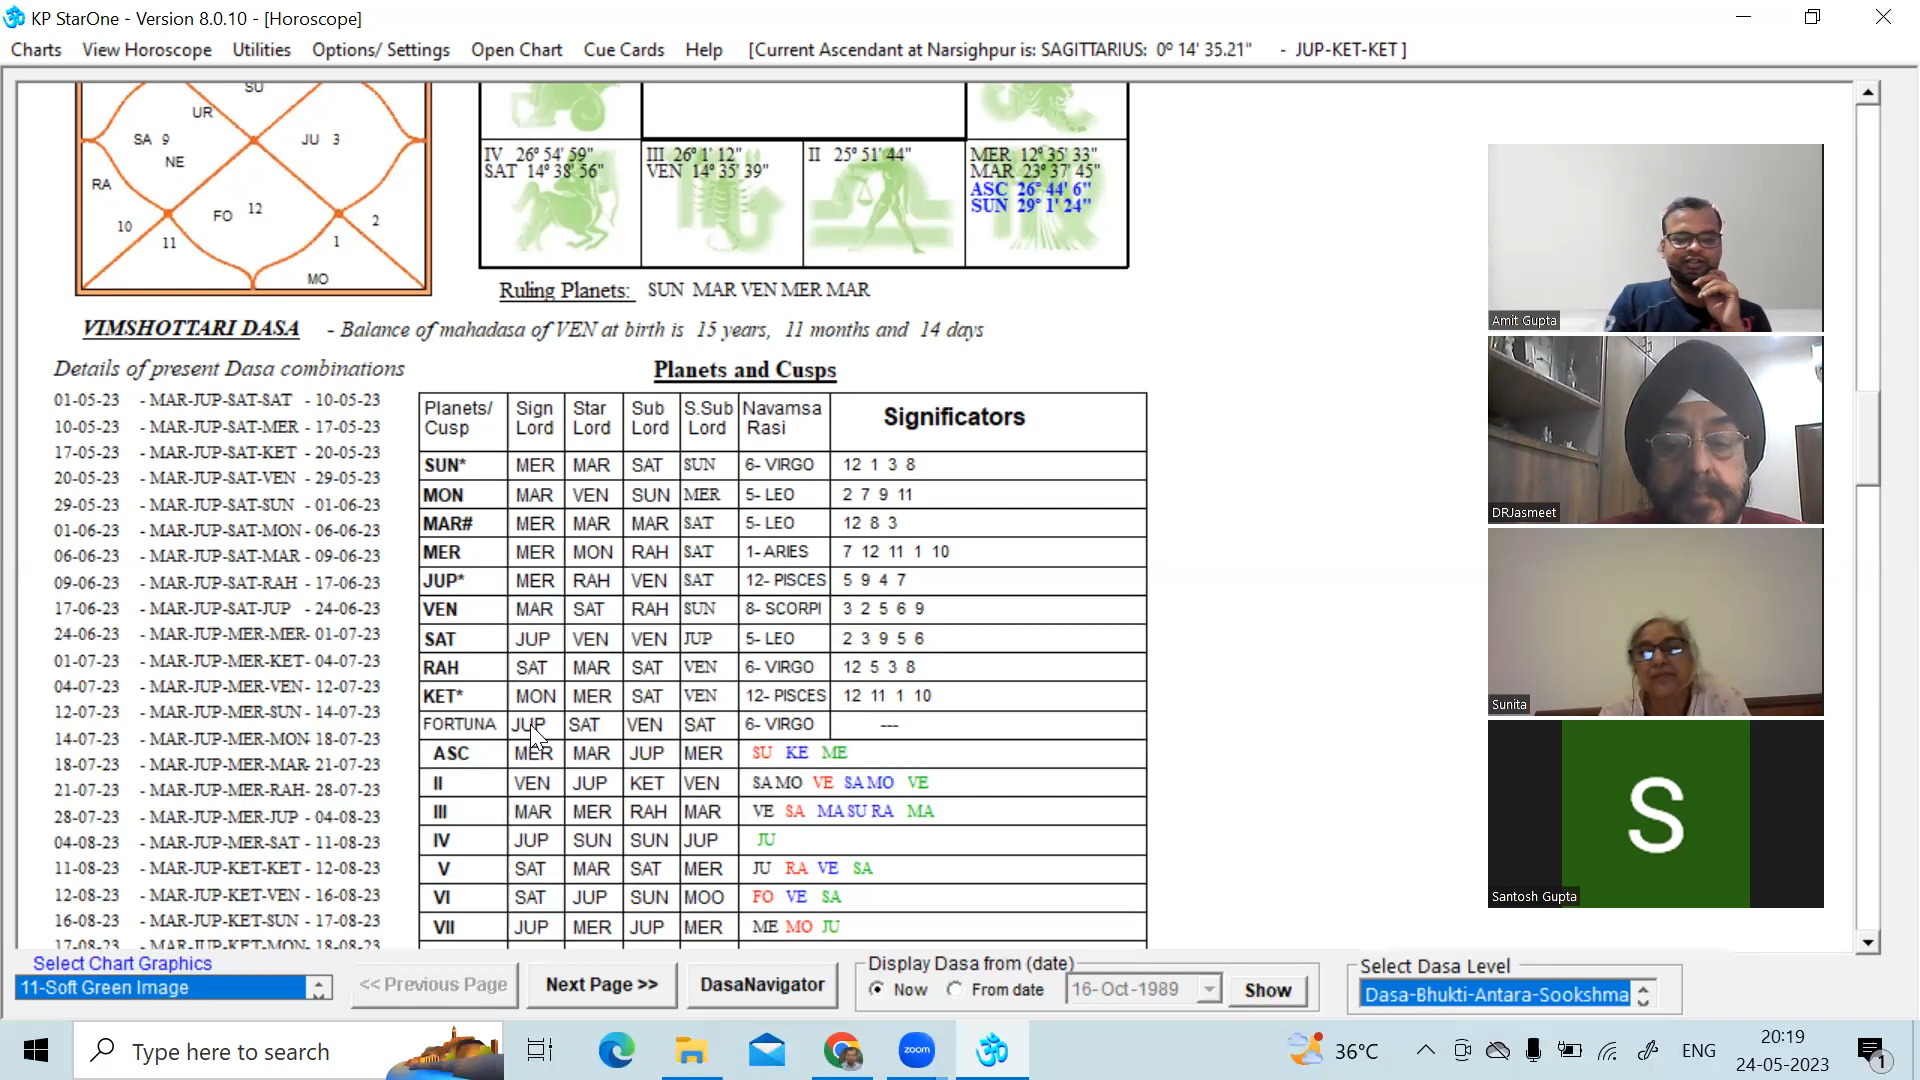 KP StarOne - Version 8.0.10 - [Horoscope]
Charts View Horoscope Utilities Options/ Settings Open Chart Cue Cards Help [Current Ascendant at Narsighpur is: SAGITTARIUS: 0º 14' 35.21" - JUP-KET-KET ]
SU
UR
SA 9
NE
JU 3
RA
FO 12
10
11
2
1
MO
IV 26º 54' 59"
SAT 14º 38' 56"
III 26º 1' 12"
VEN 14º 35' 39"
II 25º 51' 44"
MER 12º 35' 33"
MAR 23º 37' 45"
ASC 26º 44' 6"
SUN 29º 1' 24"
Ruling Planets: SUN MAR VEN MER MAR
VIMSHOTTARI DASA - Balance of mahadasa of VEN at birth is 15 years, 11 months and 14 days
Details of present Dasa combinations
01-05-23 - MAR-JUP-SAT-SAT - 10-05-23
10-05-23 - MAR-JUP-SAT-MER - 17-05-23
17-05-23 - MAR-JUP-SAT-KET - 20-05-23
20-05-23 - MAR-JUP-SAT-VEN - 29-05-23
29-05-23 - MAR-JUP-SAT-SUN - 01-06-23
01-06-23 - MAR-JUP-SAT-MON - 06-06-23
06-06-23 - MAR-JUP-SAT-MAR - 09-06-23
09-06-23 - MAR-JUP-SAT-RAH - 17-06-23
17-06-23 - MAR-JUP-SAT-JUP - 24-06-23
24-06-23 - MAR-JUP-MER-MER- 01-07-23
01-07-23 - MAR-JUP-MER-KET- 04-07-23
04-07-23 - MAR-JUP-MER-VEN- 12-07-23
12-07-23 - MAR-JUP-MER-SUN - 14-07-23
14-07-23 - MAR-JUP-MER-MON- 18-07-23
18-07-23 - MAR-JUP-MER-MAR- 21-07-23
21-07-23 - MAR-JUP-MER-RAH- 28-07-23
28-07-23 - MAR-JUP-MER-JUP - 04-08-23
04-08-23 - MAR-JUP-MER-SAT - 11-08-23
11-08-23 - MAR-JUP-KET-KET - 12-08-23
12-08-23 - MAR-JUP-KET-VEN - 16-08-23
16-08-23 - MAR-JUP-KET-SUN - 17-08-23
17-08-23 - MAR-JUP-KET-MON- 18-08-23
Planets and Cusps
Planets/ Cusp Sign Lord Star Lord Sub Lord S.Sub Lord Navamsa Rasi Significators
SUN* MER MAR SAT SUN 6- VIRGO 12 1 3 8
MON MAR VEN SUN MER 5- LEO 2 7 9 11
MAR# MER MAR MAR SAT 5- LEO 12 8 3
MER MER MON RAH SAT 1- ARIES 7 12 11 1 10
JUP* MER RAH VEN SAT 12- PISCES 5 9 4 7
VEN MAR SAT RAH SUN 8- SCORPI 3 2 5 6 9
SAT JUP VEN VEN JUP 5- LEO 2 3 9 5 6
RAH SAT MAR SAT VEN 6- VIRGO 12 5 3 8
KET* MON MER SAT VEN 12- PISCES 12 11 1 10
FORTUNA JUP SAT VEN SAT 6- VIRGO ---
ASC MER MAR JUP MER SU KE ME
II VEN JUP KET VEN SA MO VE SA MO VE
III MAR MER RAH MAR VE SA MA SU RA MA
IV JUP SUN SUN JUP JU
V SAT MAR SAT MER JU RA VE SA
VI SAT JUP SUN MOO FO VE SA
VII JUP MER JUP MER ME MO JU
Amit Gupta
DRJasmeet
Sunita
S
Santosh Gupta
Select Chart Graphics
11-Soft Green Image
<< Previous Page Next Page >> DasaNavigator
Display Dasa from (date)
Now From date 16-Oct-1989 Show
Select Dasa Level
Dasa-Bhukti-Antara-Sookshma
Type here to search
zoom
36°C
ENG
20:19
24-05-2023
1